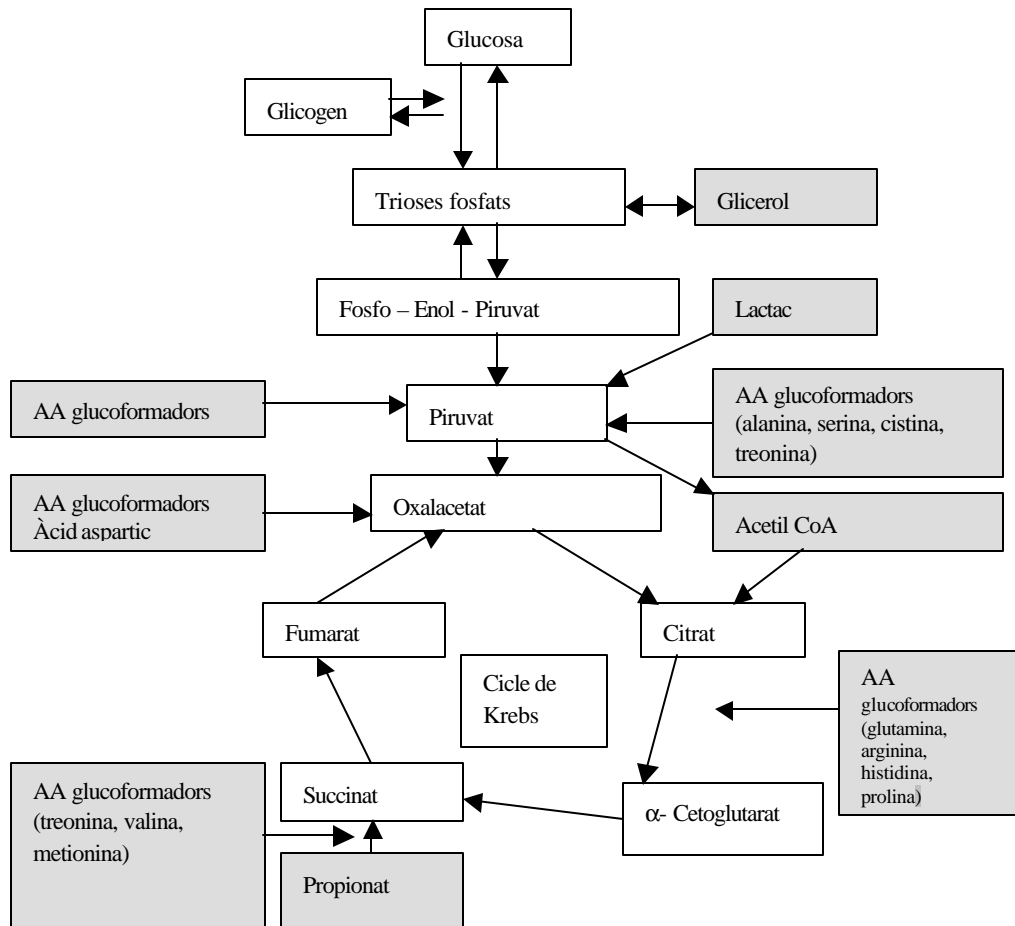 Glucosa
Glicogen
Trioses fosfats
Glicerol
Fosfo – Enol - Piruvat
Lactac
AA glucoformadors
Piruvat
AA glucoformadors
(alanina, serina, cistina,
treonina)
AA glucoformadors
Àcid aspartic
Oxalacetat
Acetil CoA
Fumarat
Citrat
Cicle de
Krebs
AA
glucoformadors
(glutamina,
arginina,
histidina,
prolina)
AA glucoformadors
(treonina, valina,
metionina)
Succinat
α- Cetoglutarat
Propionat